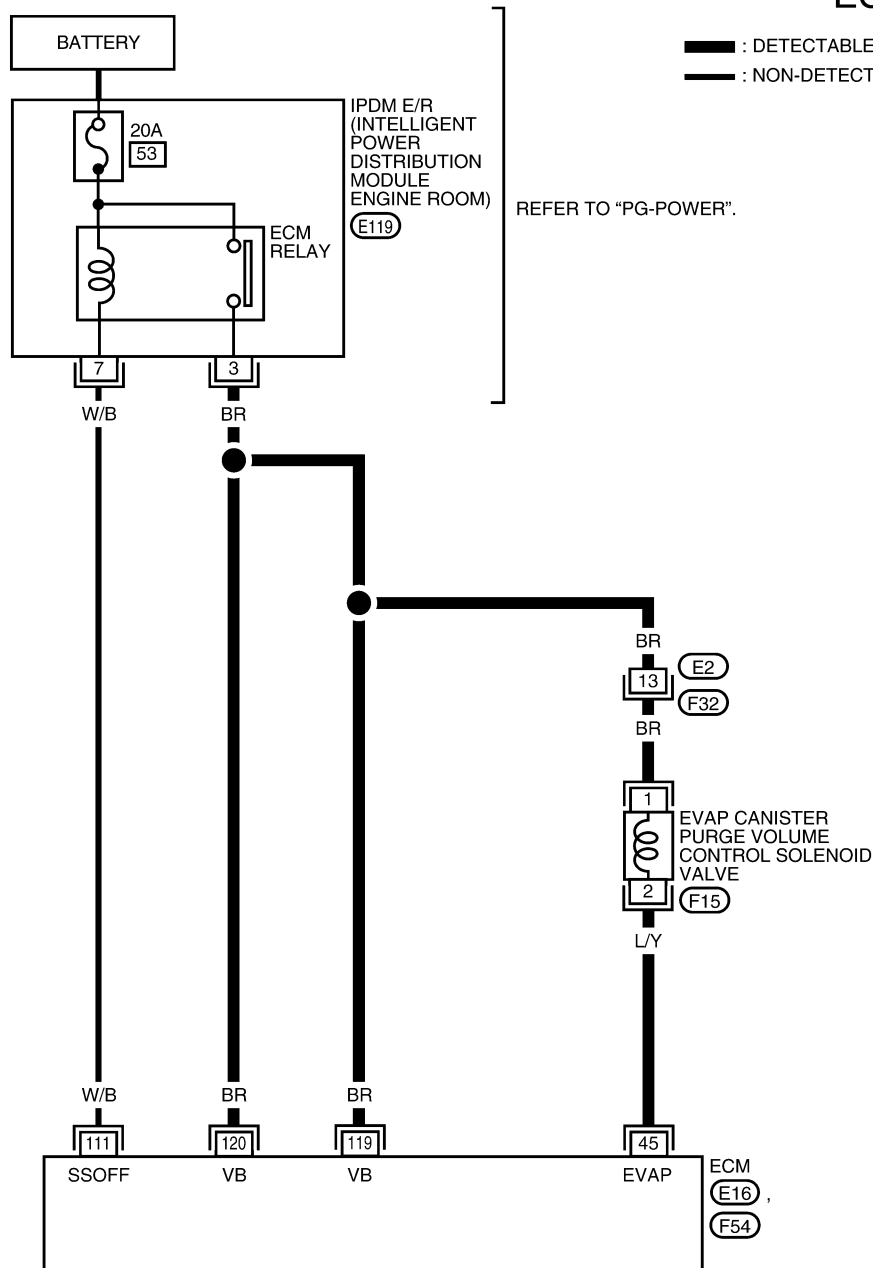 BATTERY
: DETECTABLE
: NON-DETECT
IPDM E/R
(INTELLIGENT
POWER
DISTRIBUTION
MODULE
ENGINE ROOM)
E119
20A
53
REFER TO “PG-POWER”.
ECM
RELAY
7
3
W/B
BR
BR
13
E2
F32
BR
1
EVAP CANISTER
PURGE VOLUME
CONTROL SOLENOID
VALVE
2
F15
L/Y
W/B
BR
BR
111
120
119
45
SSOFF
VB
VB
EVAP
ECM
E16 ,
F54